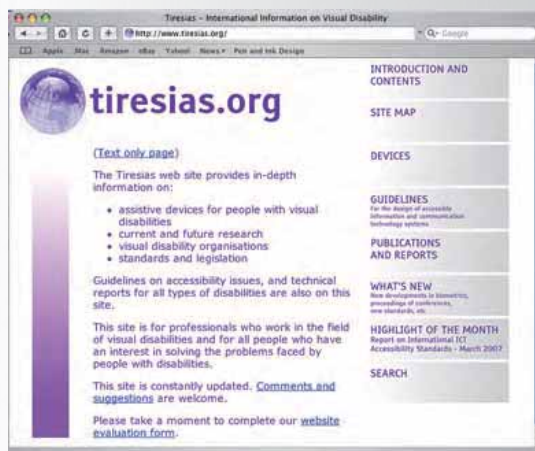 Tiresias - International Information on Visual Disability
http://www.tiresias.org/
Google
Apple Mac Amazon eBay Yahoo! News Pen and Ink Design
tiresias.org
(Text only page)
The Tiresias web site provides in-depth
information on:
• assistive devices for people with visual
disabilities
• current and future research
• visual disability organisations
• standards and legislation
Guidelines on accessibility issues, and technical
reports for all types of disabilities are also on this
site.
This site is for professionals who work in the field
of visual disabilities and for all people who have
an interest in solving the problems faced by
people with disabilities.
This site is constantly updated. Comments and
suggestions are welcome.
Please take a moment to complete our website
evaluation form.
INTRODUCTION AND
CONTENTS
SITE MAP
DEVICES
GUIDELINES
For the design of accessible
information and communication
technology systems
PUBLICATIONS
AND REPORTS
WHAT'S NEW
New developments in biometrics,
proceedings of conferences,
new standards, etc
HIGHLIGHT OF THE MONTH
Report on International ICT
Accessibility Standards - March 2007
SEARCH